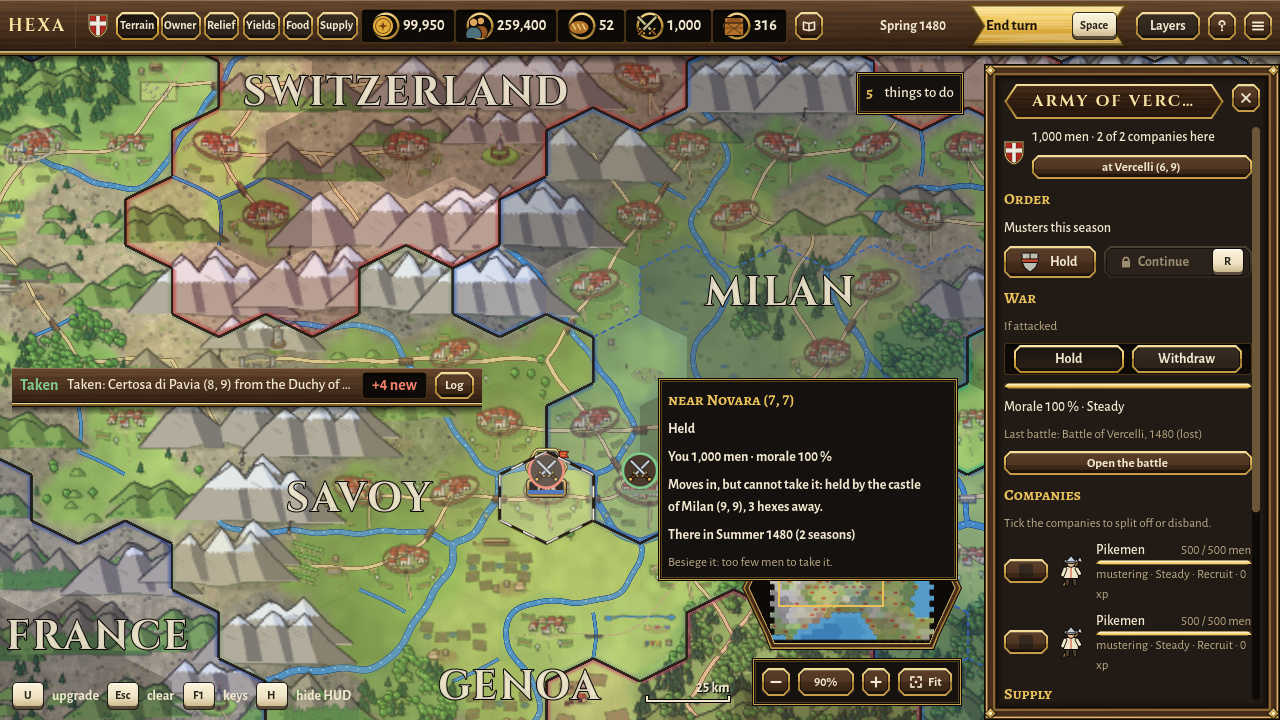 HEXA
Terrain
Owner
Relief
Yields
Food
Supply
99,950
259,400
52
1,000
316
Spring 1480
End turn
Space
Layers
?
SWITZERLAND
5 things to do
MILAN
SAVOY
FRANCE
GENOA
Taken Taken: Certosa di Pavia (8, 9) from the Duchy of ...
+4 new
Log
NEAR NOVARA (7, 7)
Held
You 1,000 men · morale 100 %
Moves in, but cannot take it: held by the castle
of Milan (9, 9), 3 hexes away.
There in Summer 1480 (2 seasons)
Besiege it: too few men to take it.
U upgrade
Esc clear
F1 keys
H hide HUD
25 km
90%
Fit
ARMY OF VERC...
1,000 men · 2 of 2 companies here
at Vercelli (6, 9)
ORDER
Musters this season
Hold
Continue
R
WAR
If attacked
Hold
Withdraw
Morale 100 % · Steady
Last battle: Battle of Vercelli, 1480 (lost)
Open the battle
COMPANIES
Tick the companies to split off or disband.
Pikemen 500 / 500 men
mustering · Steady · Recruit · 0
xp
Pikemen 500 / 500 men
mustering · Steady · Recruit · 0
xp
SUPPLY